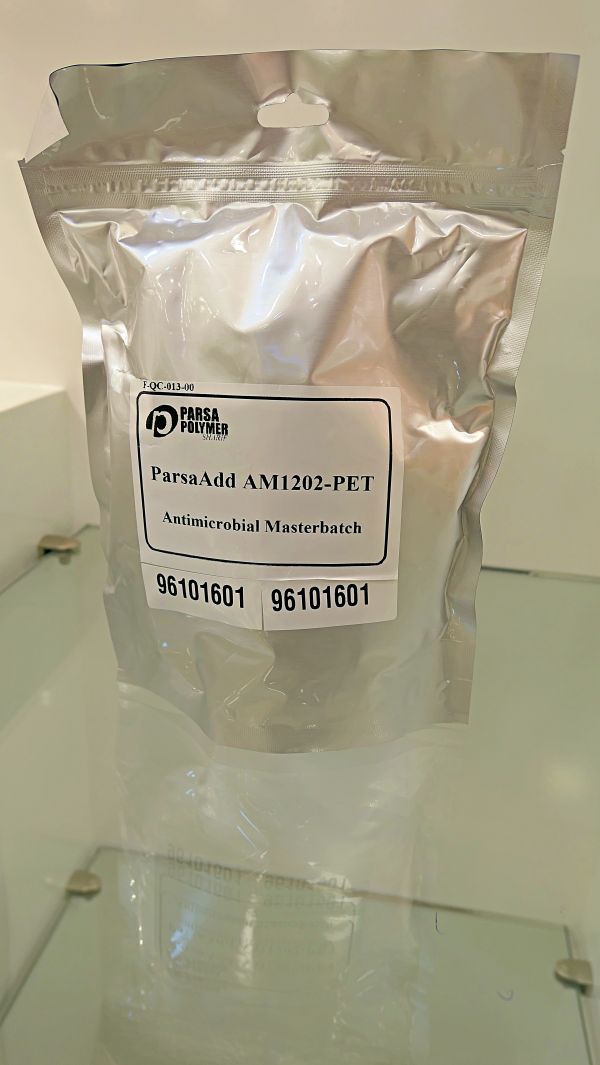 F-QC-013-00
PARSA
POLYMER
SHARIF
ParsaAdd AM1202-PET
Antimicrobial Masterbatch
96101601 96101601